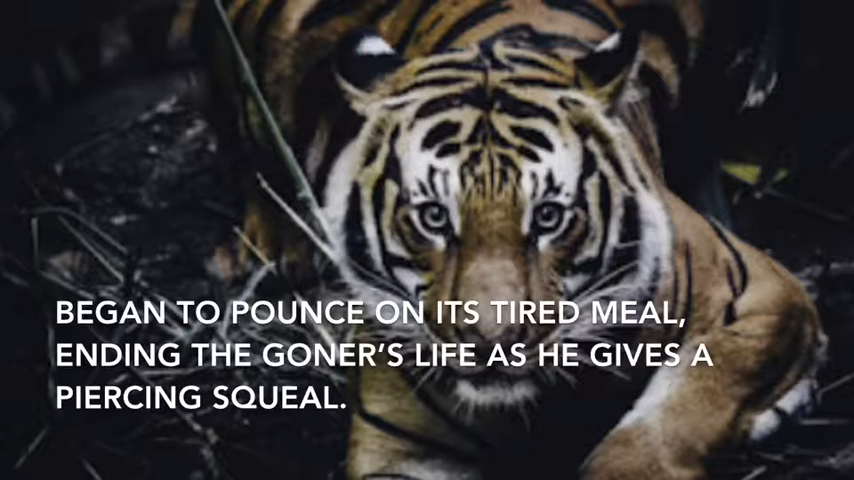 BEGAN TO POUNCE ON ITS TIRED MEAL,
ENDING THE GONER'S LIFE AS HE GIVES A
PIERCING SQUEAL.